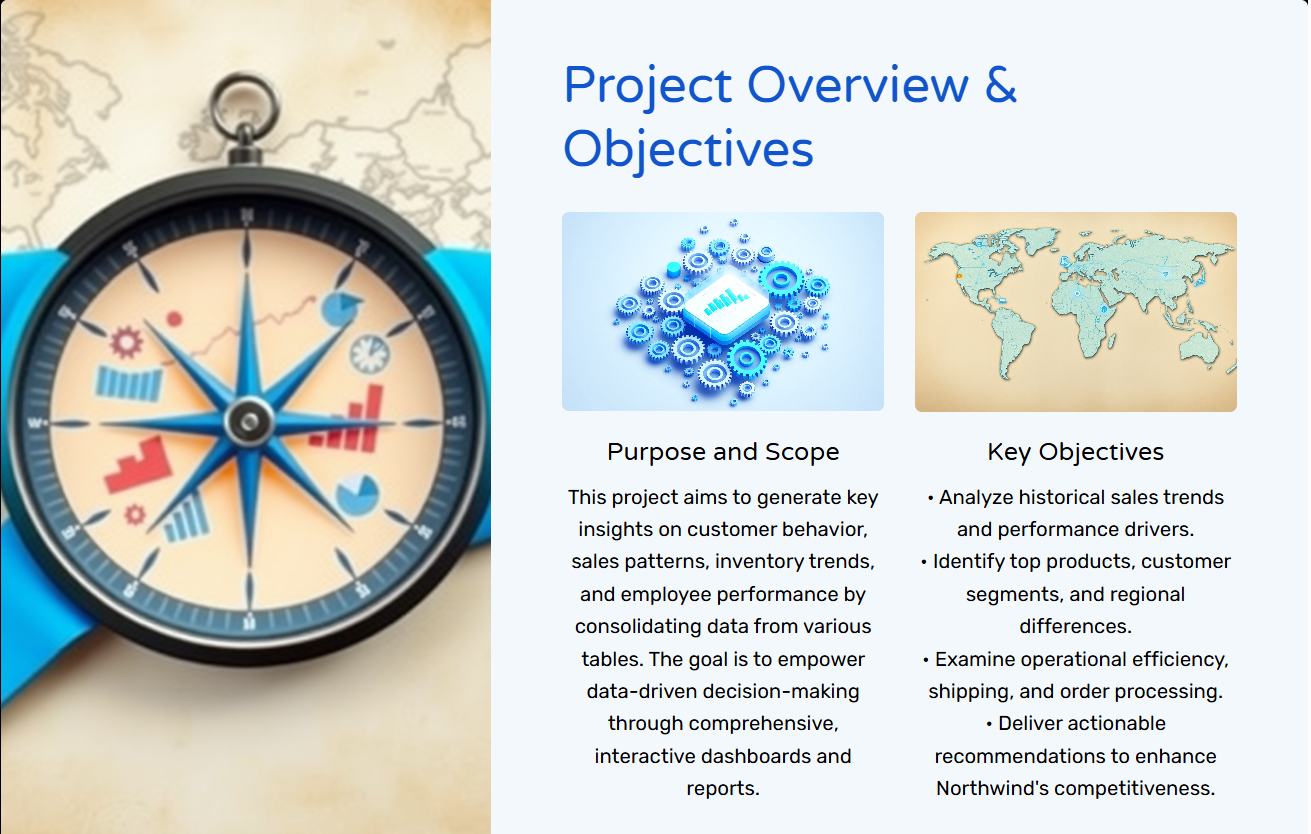 Project Overview &
Objectives
Purpose and Scope
This project aims to generate key
insights on customer behavior,
sales patterns, inventory trends,
and employee performance by
consolidating data from various
tables. The goal is to empower
data-driven decision-making
through comprehensive,
interactive dashboards and
reports.
Key Objectives
• Analyze historical sales trends
and performance drivers.
• Identify top products, customer
segments, and regional
differences.
• Examine operational efficiency,
shipping, and order processing.
• Deliver actionable
recommendations to enhance
Northwind's competitiveness.